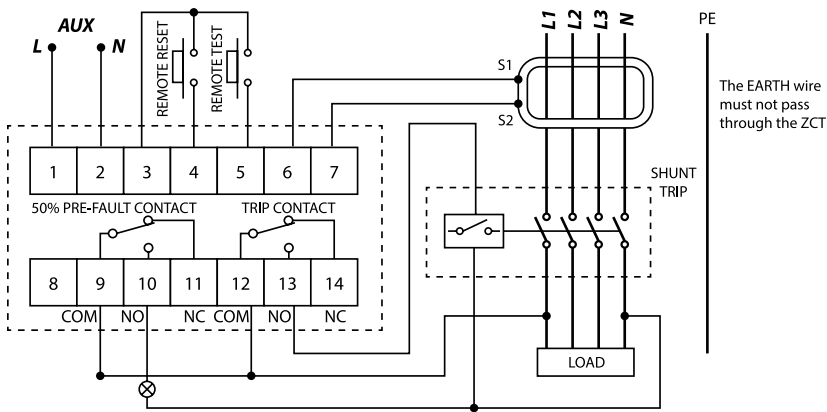 AUX
L N
REMOTE RESET
REMOTE TEST
L1 L2 L3 N
PE
S1
S2
The EARTH wire
must not pass
through the ZCT
1 2 3 4 5 6 7
SHUNT
TRIP
50% PRE-FAULT CONTACT TRIP CONTACT
8 9 10 11 12 13 14
COM NO NC COM NO NC
LOAD